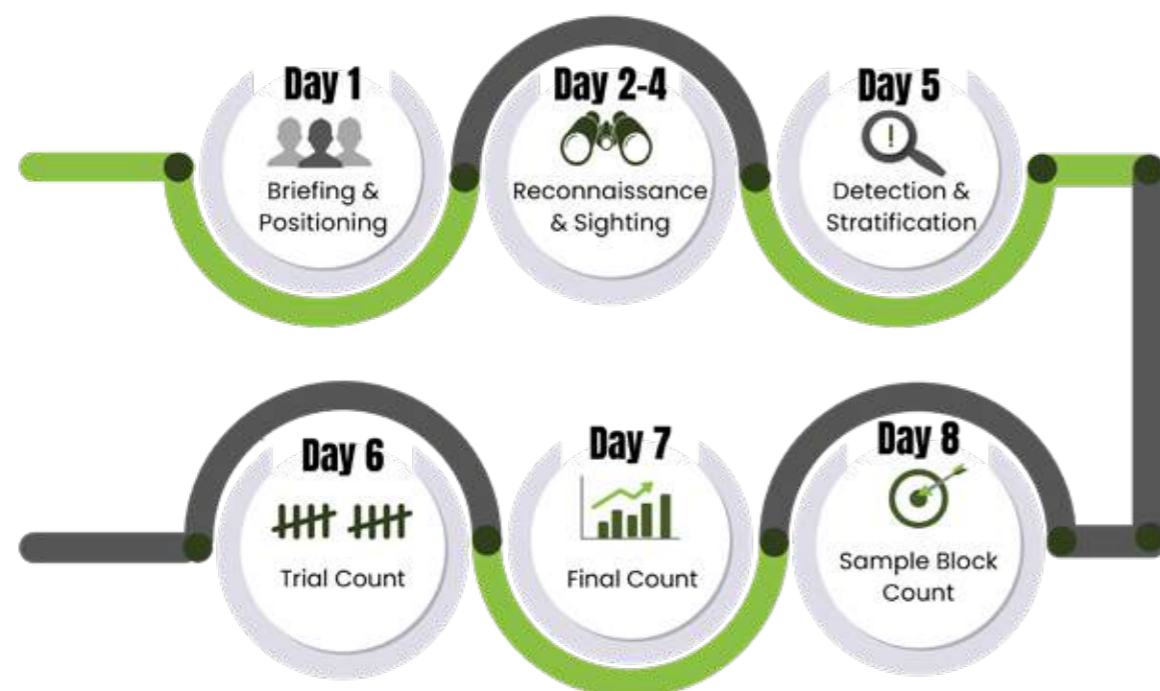 Day 1
Briefing &
Positioning
Day 2-4
Reconnaissance
& Sighting
Day 5
Detection &
Stratification
Day 6
Trial Count
Day 7
Final Count
Day 8
Sample Block
Count